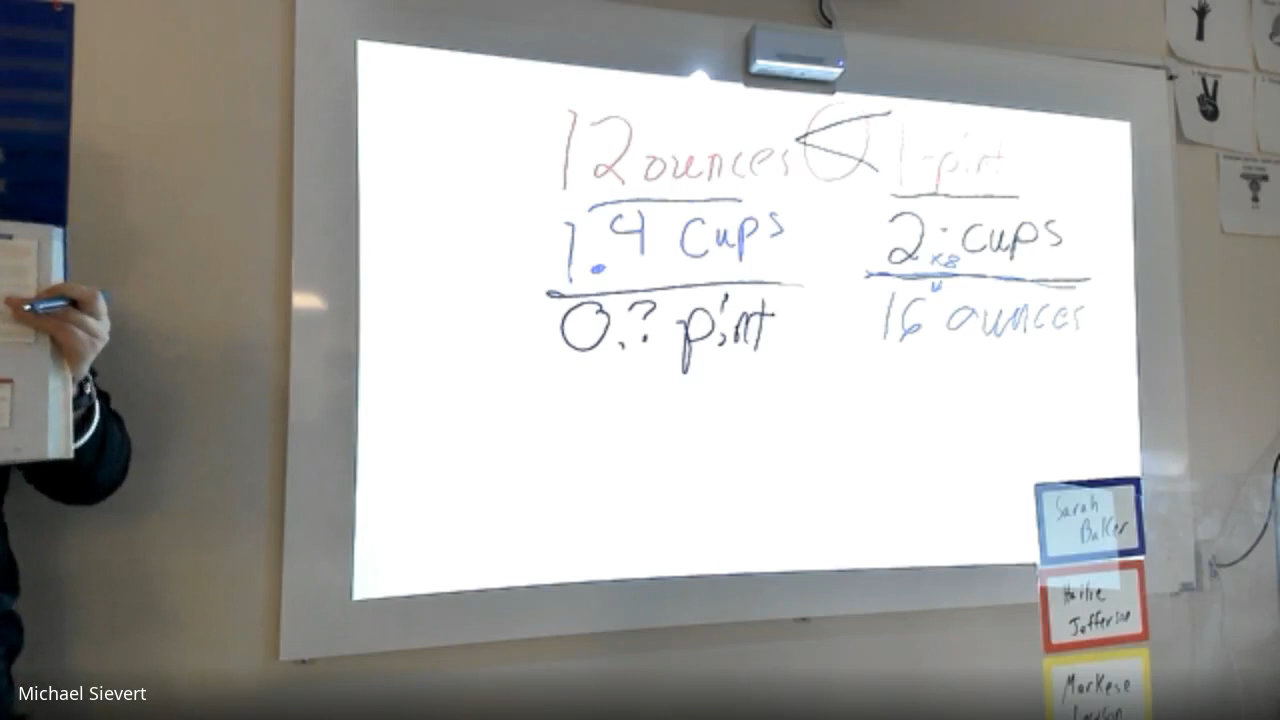 12 ounces < 1 pint
1.4 cups
2 cups
x8
0.? pint
16 ounces
Sarah
Baker
Hailie
Jefferson
Markese
Michael Sievert